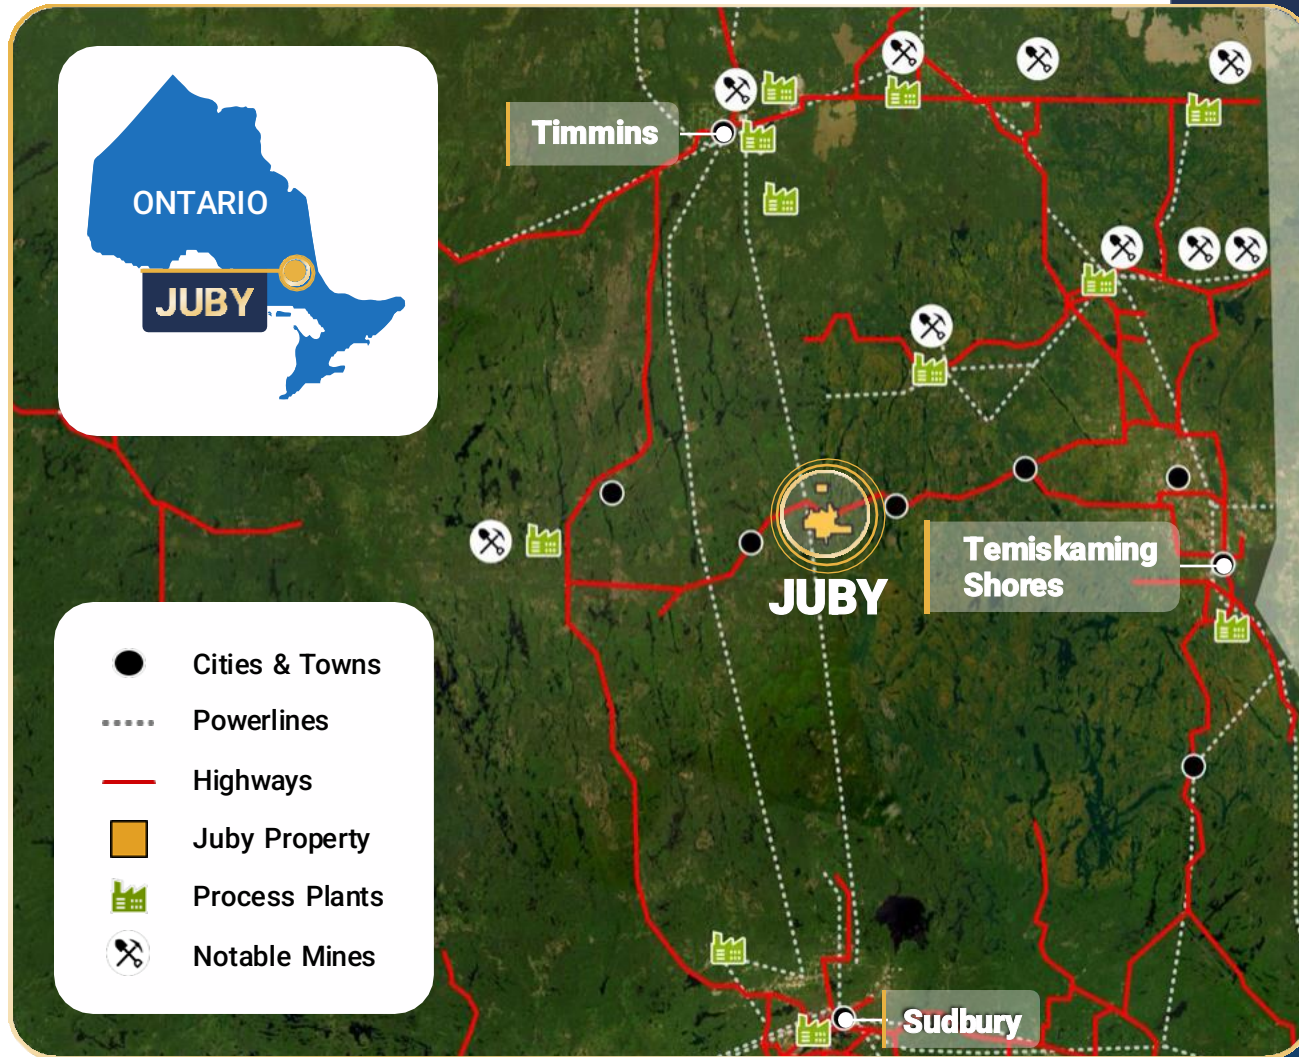 ONTARIO
JUBY
Timmins
JUBY
Temiskaming
Shores
Cities & Towns
Powerlines
Highways
Juby Property
Process Plants
Notable Mines
Sudbury